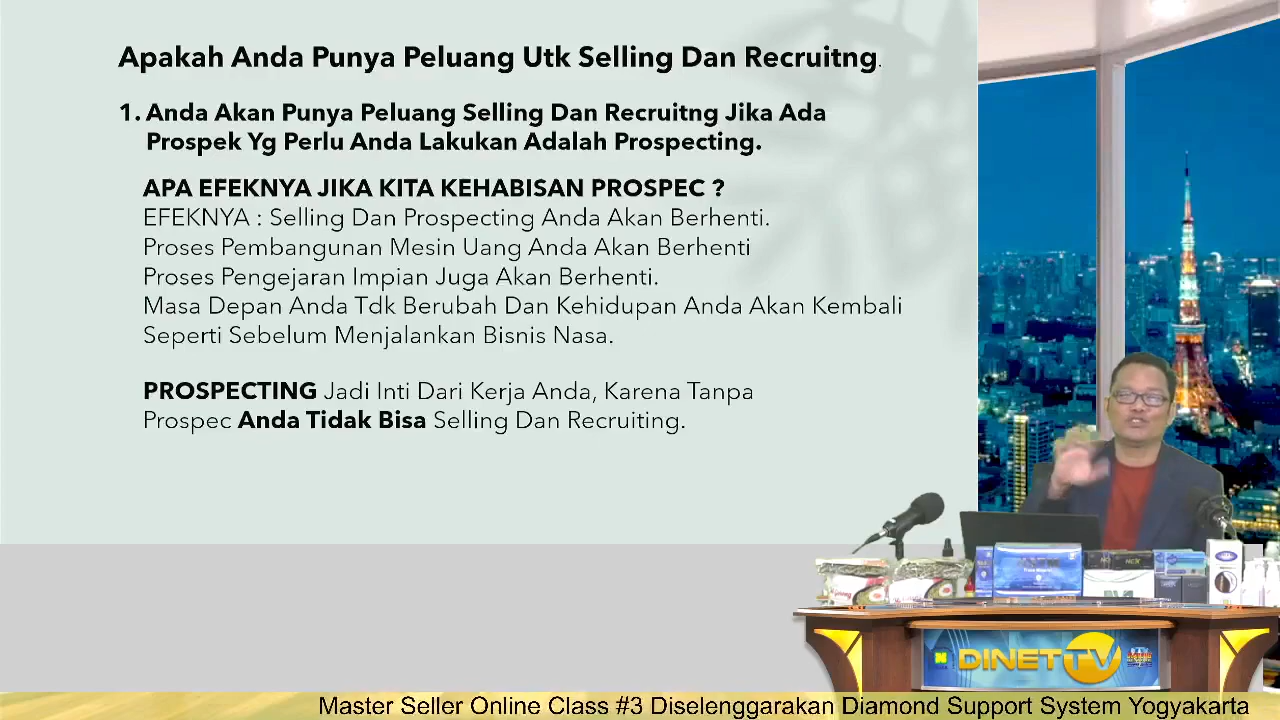 Apakah Anda Punya Peluang Utk Selling Dan Recruitng.
1. Anda Akan Punya Peluang Selling Dan Recruitng Jika Ada
Prospek Yg Perlu Anda Lakukan Adalah Prospecting.
APA EFEKNYA JIKA KITA KEHABISAN PROSPEC ?
EFEKNYA : Selling Dan Prospecting Anda Akan Berhenti.
Proses Pembangunan Mesin Uang Anda Akan Berhenti
Proses Pengejaran Impian Juga Akan Berhenti.
Masa Depan Anda Tdk Berubah Dan Kehidupan Anda Akan Kembali
Seperti Sebelum Menjalankan Bisnis Nasa.
PROSPECTING Jadi Inti Dari Kerja Anda, Karena Tanpa
Prospec Anda Tidak Bisa Selling Dan Recruiting.
DINET TV
Master Seller Online Class #3 Diselenggarakan Diamond Support System Yogyakarta